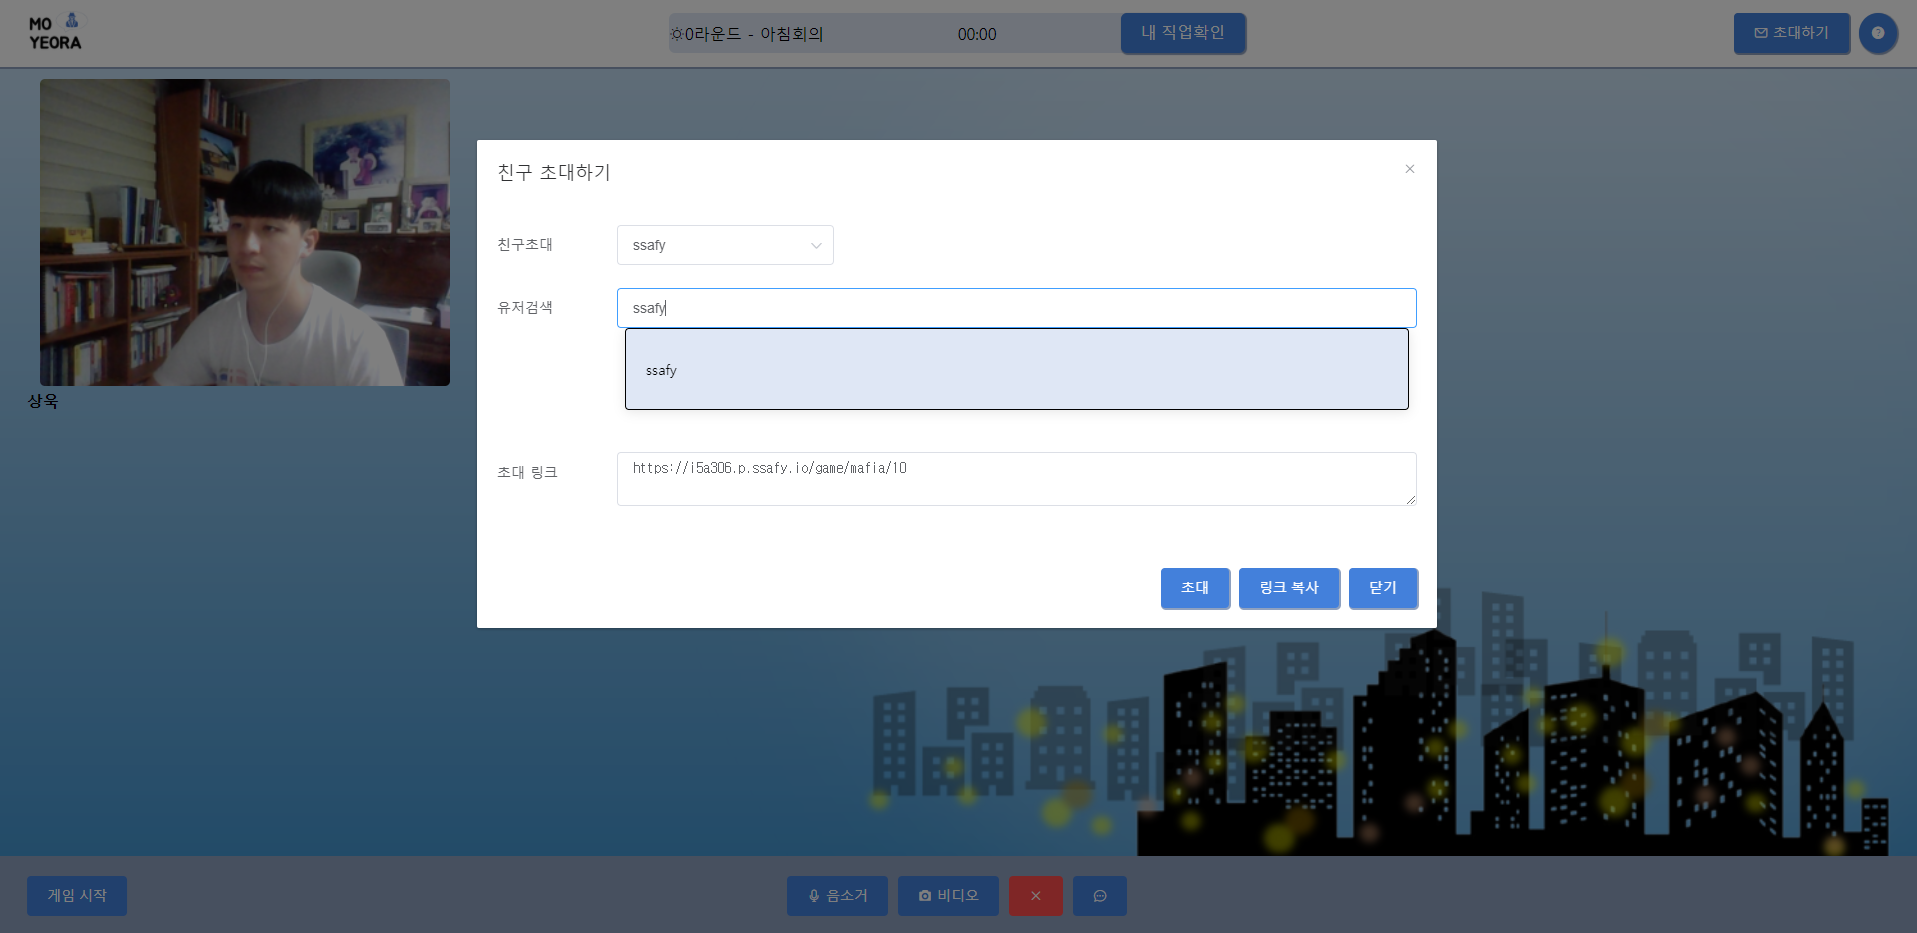 MO
YEORA
0라운드 - 아침회의
00:00
내 직업확인
초대하기
상욱
친구 초대하기
친구초대
ssafy
유저검색
ssafy
ssafy
초대 링크
https://i5a306.p.ssafy.io/game/mafia/10
초대
링크 복사
닫기
게임 시작
음소거
비디오